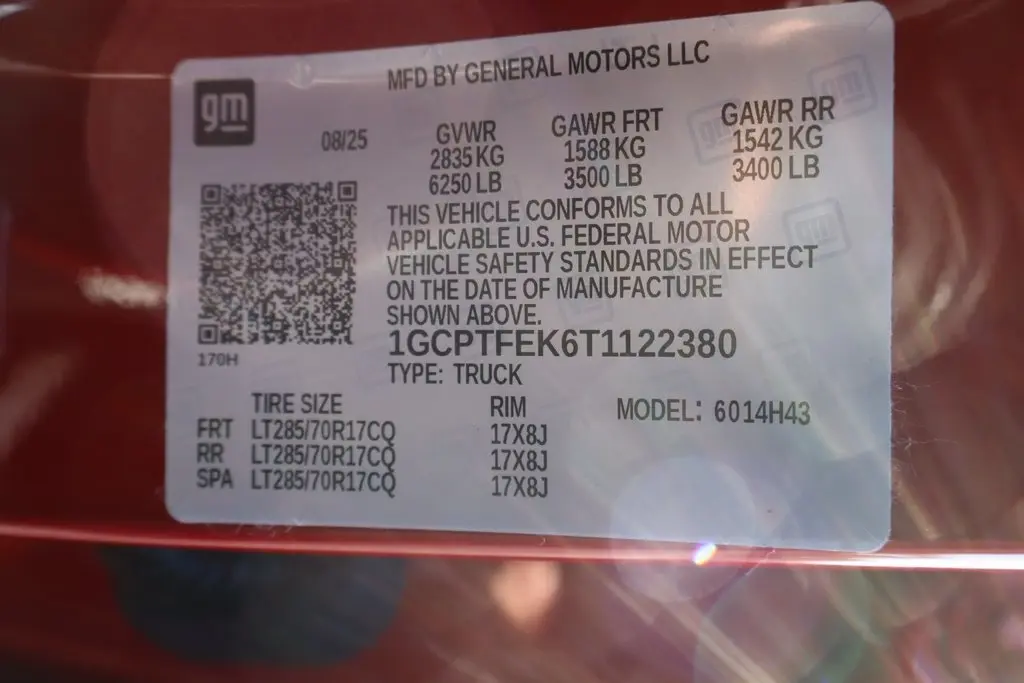 MFD BY GENERAL MOTORS LLC
gm
08/25
GVWR GAWR FRT GAWR RR
2835 KG 1588 KG 1542 KG
6250 LB 3500 LB 3400 LB
THIS VEHICLE CONFORMS TO ALL
APPLICABLE U.S. FEDERAL MOTOR
VEHICLE SAFETY STANDARDS IN EFFECT
ON THE DATE OF MANUFACTURE
SHOWN ABOVE.
1GCPTFEK6T1122380
170H
TYPE: TRUCK
TIRE SIZE RIM MODEL: 6014H43
FRT LT285/70R17CQ 17X8J
RR LT285/70R17CQ 17X8J
SPA LT285/70R17CQ 17X8J